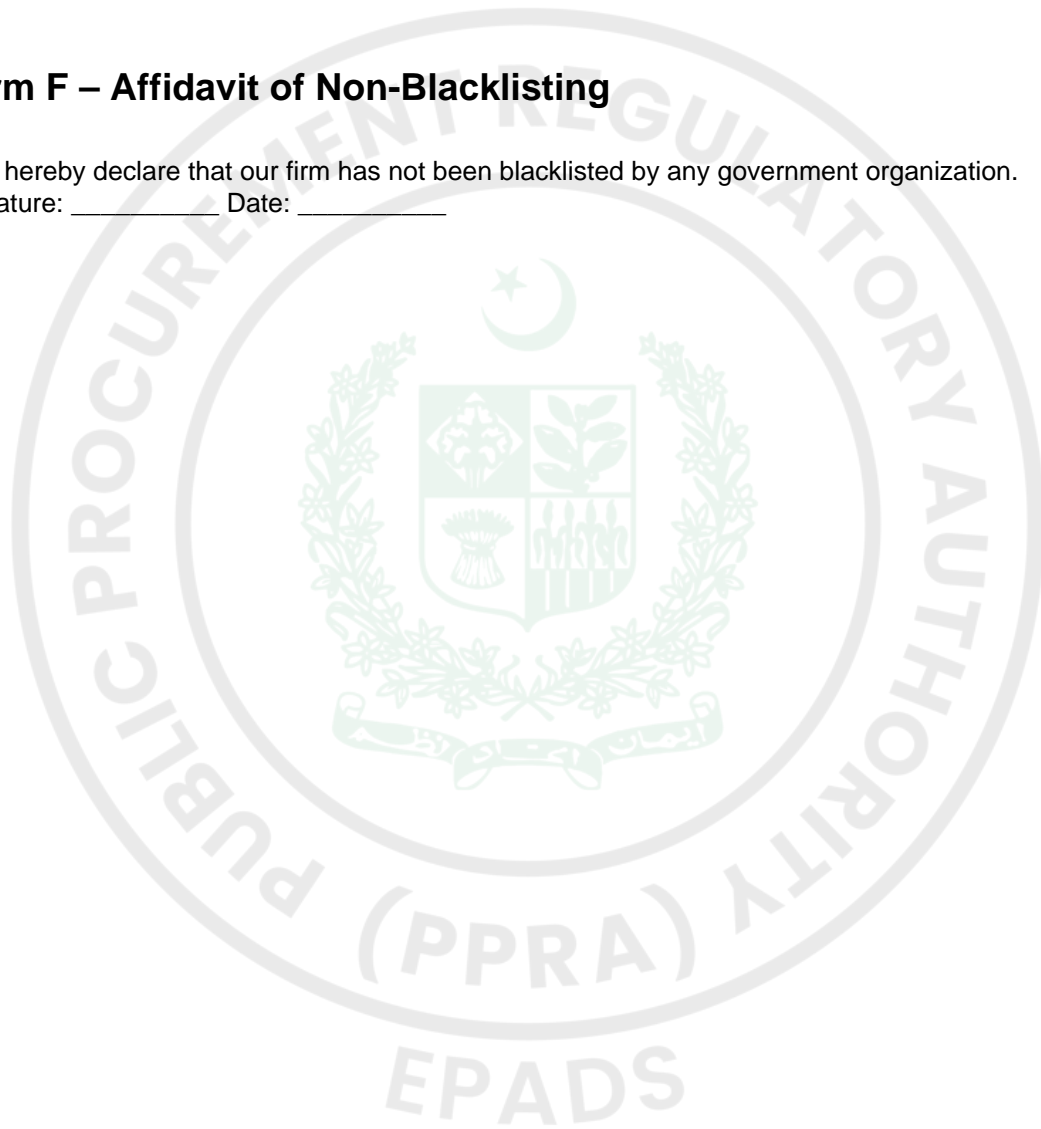 rm F – Affidavit of Non-Blacklisting
hereby declare that our firm has not been blacklisted by any government organization.
ature: __________ Date: __________
PUBLIC PROCUREMENT REGULATORY AUTHORITY
(PPRA)
EPADS